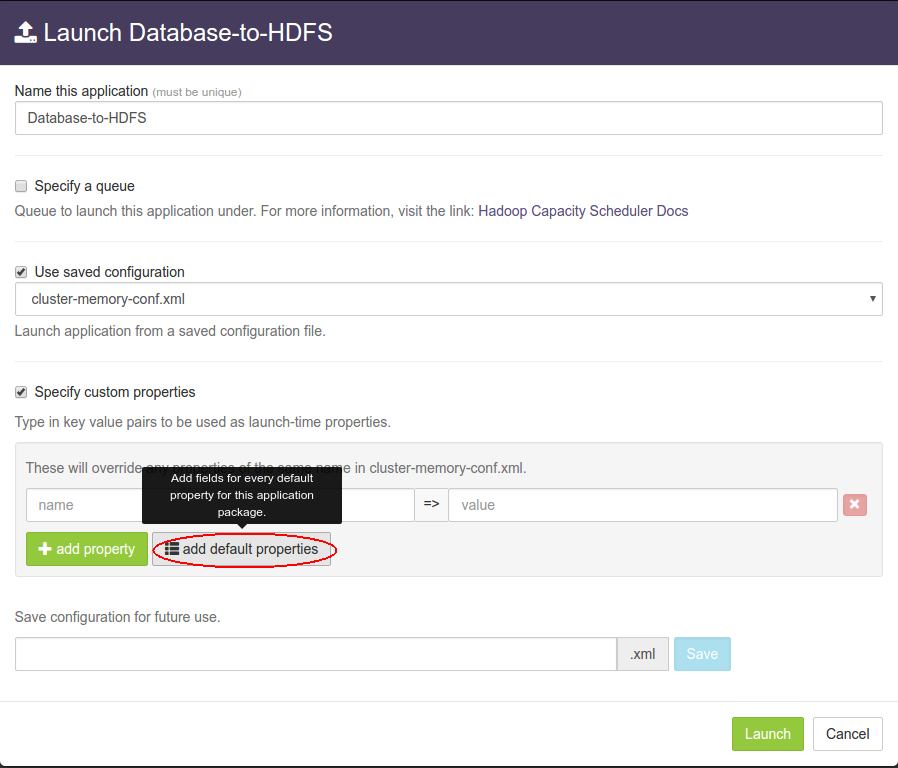 Launch Database-to-HDFS
Name this application (must be unique)
Database-to-HDFS
Specify a queue
Queue to launch this application under. For more information, visit the link: Hadoop Capacity Scheduler Docs
Use saved configuration
cluster-memory-conf.xml
Launch application from a saved configuration file.
Specify custom properties
Type in key value pairs to be used as launch-time properties.
These will override any properties of the same name in cluster-memory-conf.xml.
Add fields for every default
property for this application
package.
name => value
add property add default properties
Save configuration for future use.
.xml Save
Launch Cancel